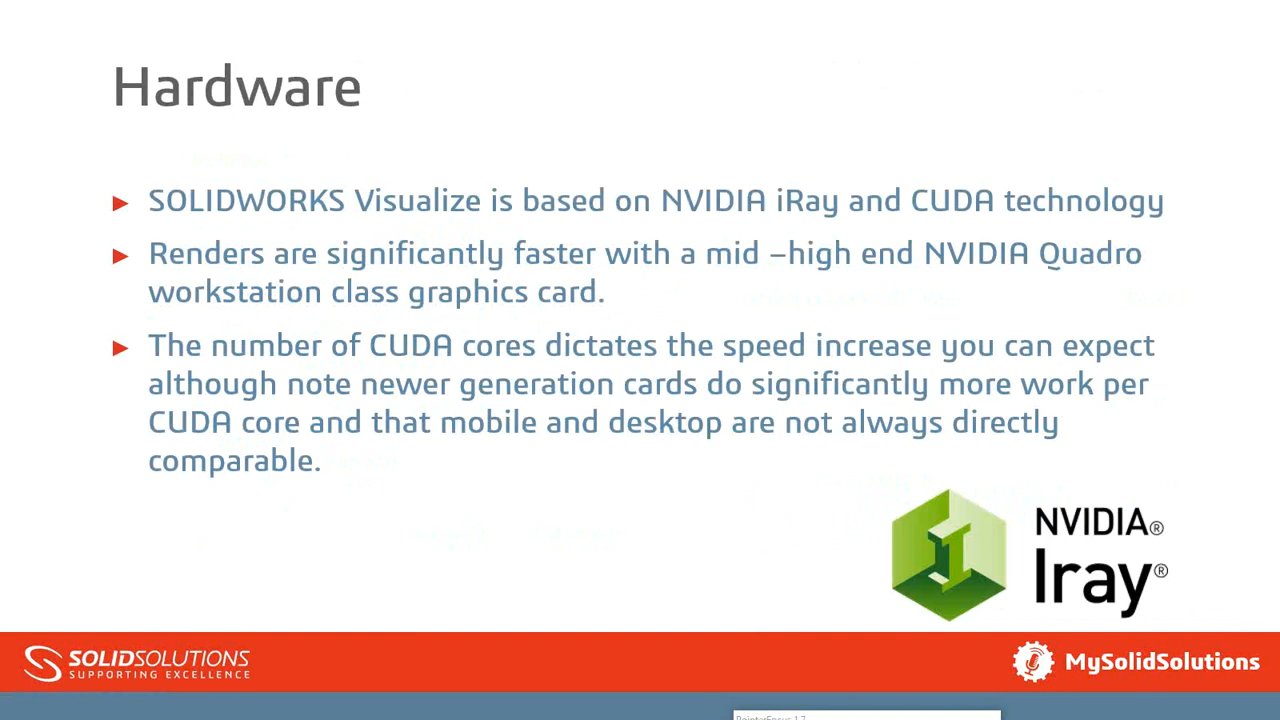 Hardware
SOLIDWORKS Visualize is based on NVIDIA iRay and CUDA technology
Renders are significantly faster with a mid –high end NVIDIA Quadro
workstation class graphics card.
The number of CUDA cores dictates the speed increase you can expect
although note newer generation cards do significantly more work per
CUDA core and that mobile and desktop are not always directly
comparable.
NVIDIA®
Iray®
SOLIDSOLUTIONS
SUPPORTING EXCELLENCE
MySolidSolutions
PointerFocus 1.7